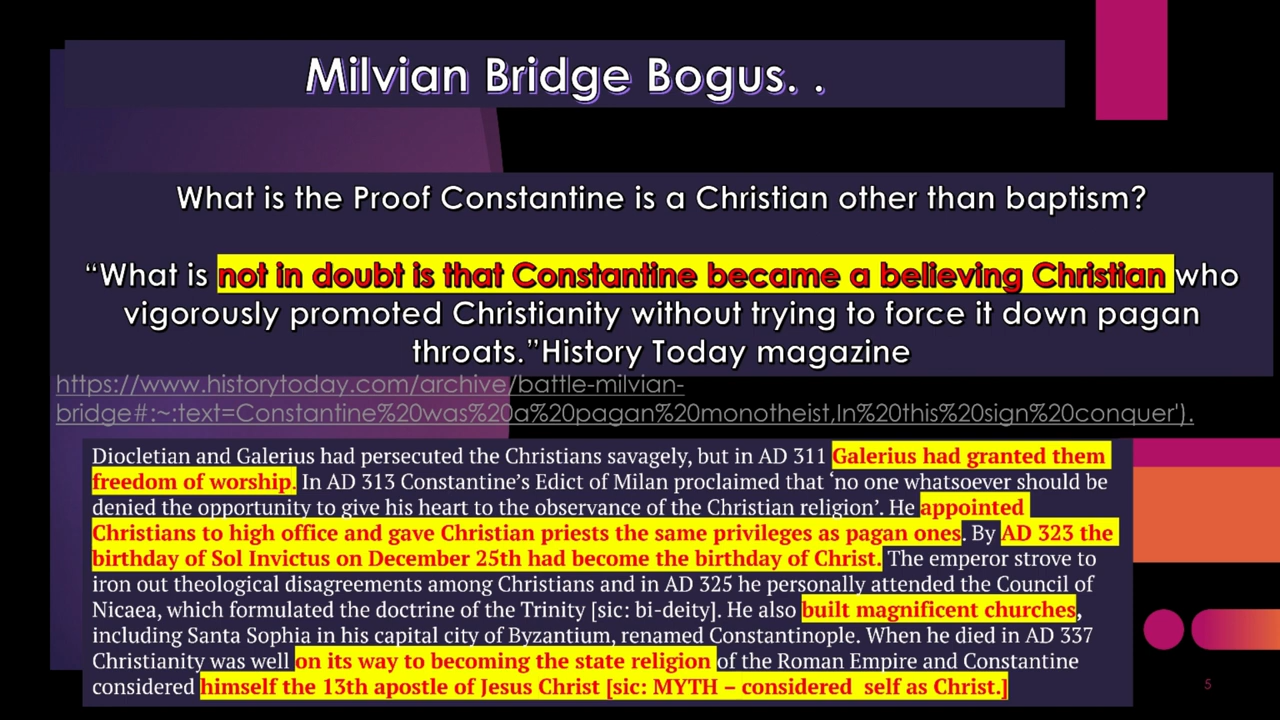 Milvian Bridge Bogus. .
What is the Proof Constantine is a Christian other than baptism?
“What is not in doubt is that Constantine became a believing Christian who
vigorously promoted Christianity without trying to force it down pagan
throats.”History Today magazine
https://www.historytoday.com/archive/battle-milvian-
bridge#:~:text=Constantine%20was%20a%20pagan%20monotheist,In%20this%20sign%20conquer').
Diocletian and Galerius had persecuted the Christians savagely, but in AD 311 Galerius had granted them
freedom of worship. In AD 313 Constantine’s Edict of Milan proclaimed that ‘no one whatsoever should be
denied the opportunity to give his heart to the observance of the Christian religion’. He appointed
Christians to high office and gave Christian priests the same privileges as pagan ones. By AD 323 the
birthday of Sol Invictus on December 25th had become the birthday of Christ. The emperor strove to
iron out theological disagreements among Christians and in AD 325 he personally attended the Council of
Nicaea, which formulated the doctrine of the Trinity [sic: bi-deity]. He also built magnificent churches,
including Santa Sophia in his capital city of Byzantium, renamed Constantinople. When he died in AD 337
Christianity was well on its way to becoming the state religion of the Roman Empire and Constantine
considered himself the 13th apostle of Jesus Christ [sic: MYTH – considered self as Christ.]
5